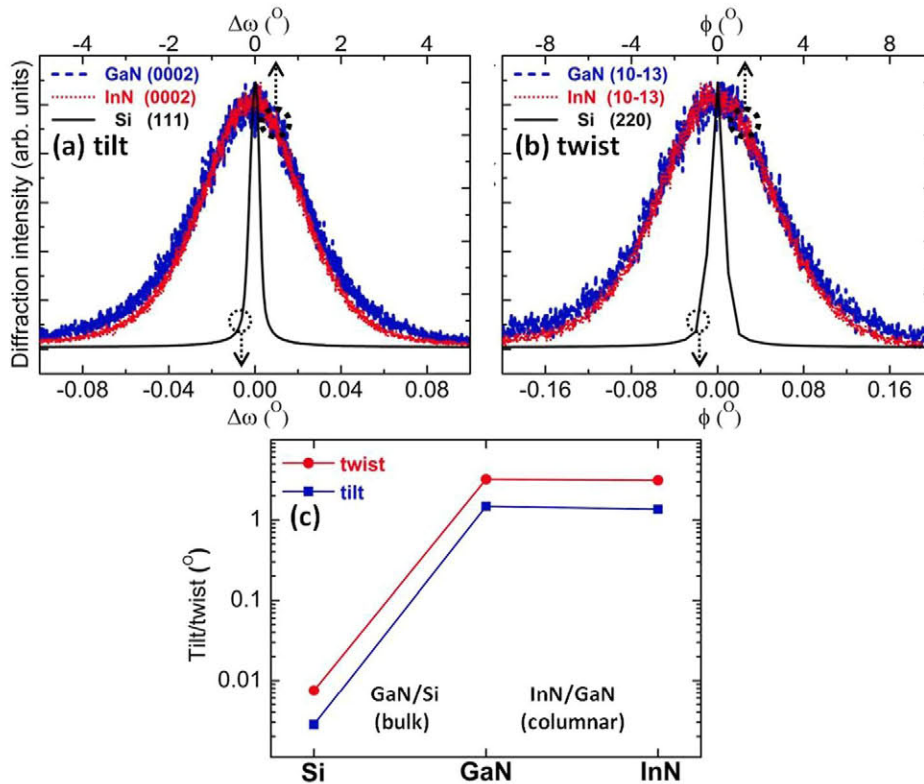 -4 -2 0 2 4
Δω (O)
GaN (0002)
InN (0002)
Si (111)
(a) tilt
Diffraction intensity (arb. units)
-0.08 -0.04 0.00 0.04 0.08
Δω (O)
-8 -4 0 4 8
ϕ (O)
GaN (10-13)
InN (10-13)
Si (220)
(b) twist
-0.16 -0.08 0.00 0.08 0.16
ϕ (O)
twist
tilt
(c)
Tilt/twist (O)
1
0.1
0.01
GaN/Si
(bulk)
InN/GaN
(columnar)
Si GaN InN